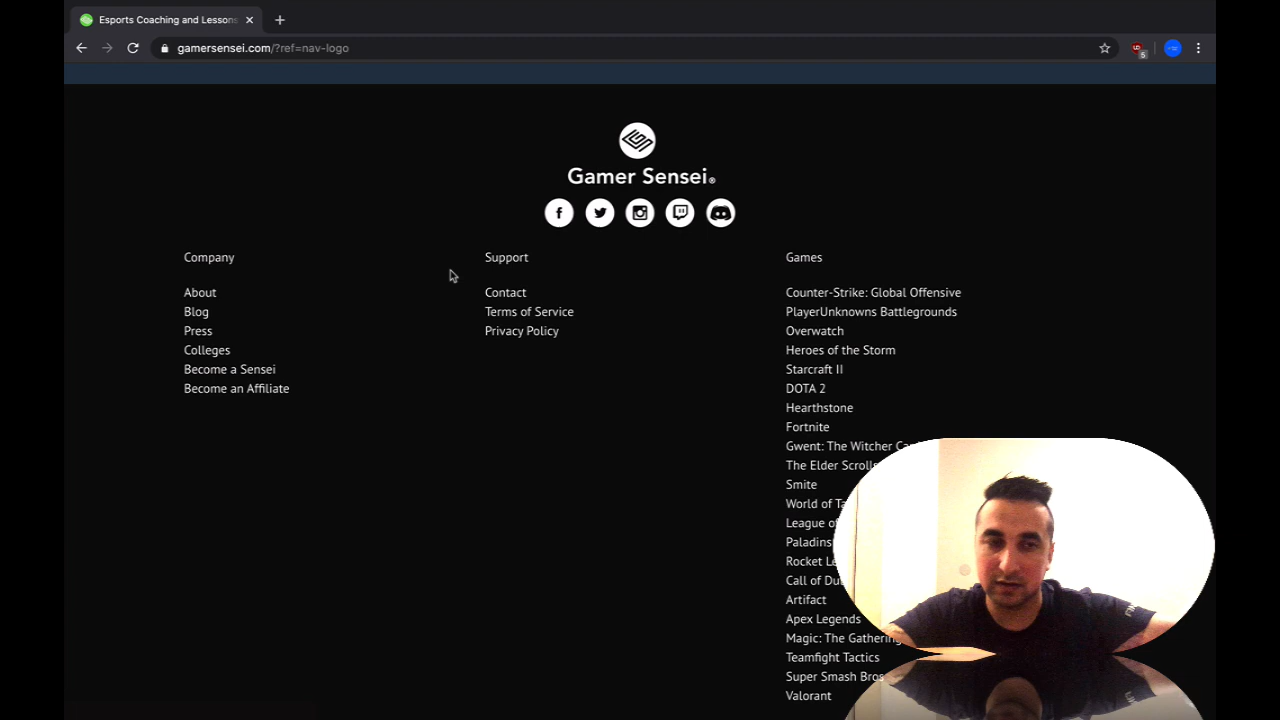 Esports Coaching and Lessons
gamersensei.com/?ref=nav-logo
5
Gamer Sensei®
Company
About
Blog
Press
Colleges
Become a Sensei
Become an Affiliate
Support
Contact
Terms of Service
Privacy Policy
Games
Counter-Strike: Global Offensive
PlayerUnknowns Battlegrounds
Overwatch
Heroes of the Storm
Starcraft II
DOTA 2
Hearthstone
Fortnite
Gwent: The Witcher
The Elder Scrolls
Smite
World of
League of
Paladins
Rocket
Call of
Artifact
Apex Legends
Magic: The Gathering
Teamfight Tactics
Super Smash Bros
Valorant